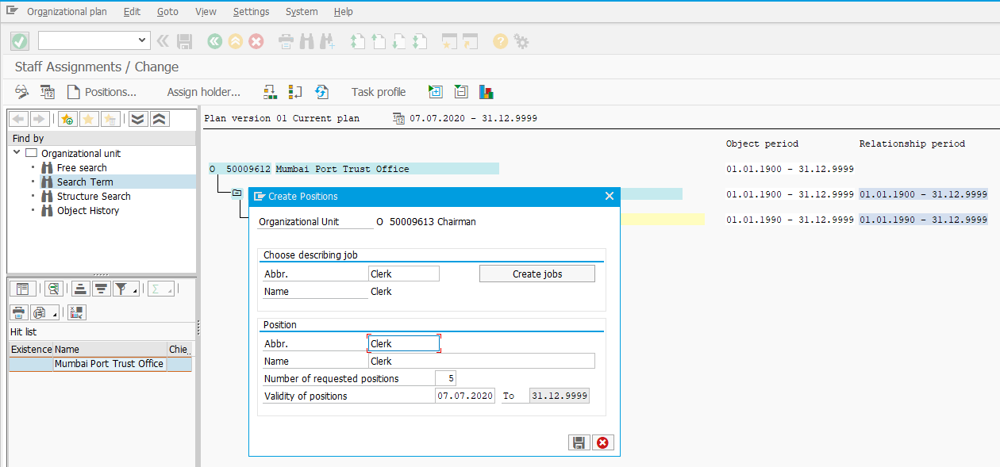 Organizational plan Edit Goto View Settings System Help
Staff Assignments / Change
Positions... Assign holder... Task profile
Find by
Organizational unit
Free search
Search Term
Structure Search
Object History
Hit list
Existence Name Chie..
Mumbai Port Trust Office
Plan version 01 Current plan 07.07.2020 - 31.12.9999
Object period Relationship period
O 50009612 Mumbai Port Trust Office 01.01.1900 - 31.12.9999
01.01.1900 - 31.12.9999 01.01.1900 - 31.12.9999
01.01.1990 - 31.12.9999 01.01.1990 - 31.12.9999
Create Positions
Organizational Unit O 50009613 Chairman
Choose describing job
Abbr. Clerk Create jobs
Name Clerk
Position
Abbr. Clerk
Name Clerk
Number of requested positions 5
Validity of positions 07.07.2020 To 31.12.9999